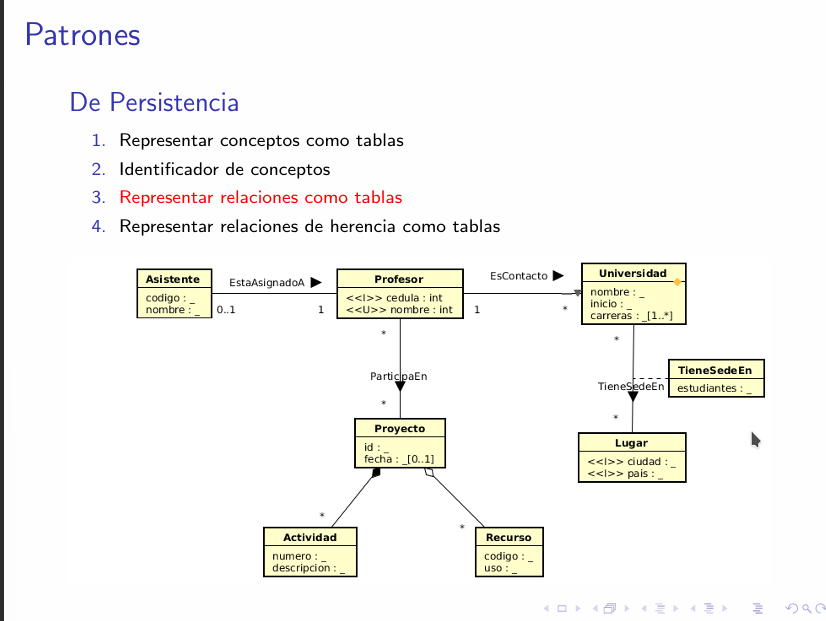 Patrones
De Persistencia
1. Representar conceptos como tablas
2. Identificador de conceptos
3. Representar relaciones como tablas
4. Representar relaciones de herencia como tablas
Asistente
codigo : _
nombre : _
EstaAsignadoA
0..1
1
Profesor
<<I>> cedula : int
<<U>> nombre : int
EsContacto
1
*
Universidad
nombre : _
inicio : _
carreras : _[1..*]
*
ParticipaEn
*
*
TieneSedeEn
*
TieneSedeEn
estudiantes : _
Proyecto
id : _
fecha : _[0..1]
Lugar
<<I>> ciudad : _
<<I>> pais : _
*
*
Actividad
numero : _
descripcion : _
Recurso
codigo : _
uso : _